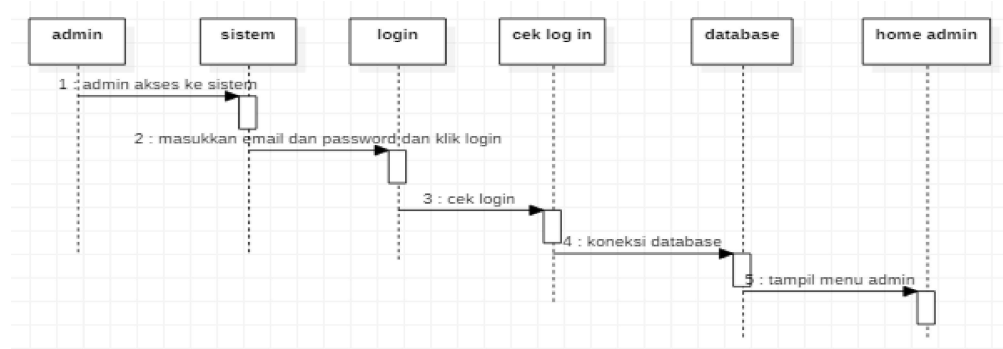 admin
sistem
login
cek log in
database
home admin
1 : admin akses ke sistem
2 : masukkan email dan password dan klik login
3 : cek login
4 : koneksi database
5 : tampil menu admin